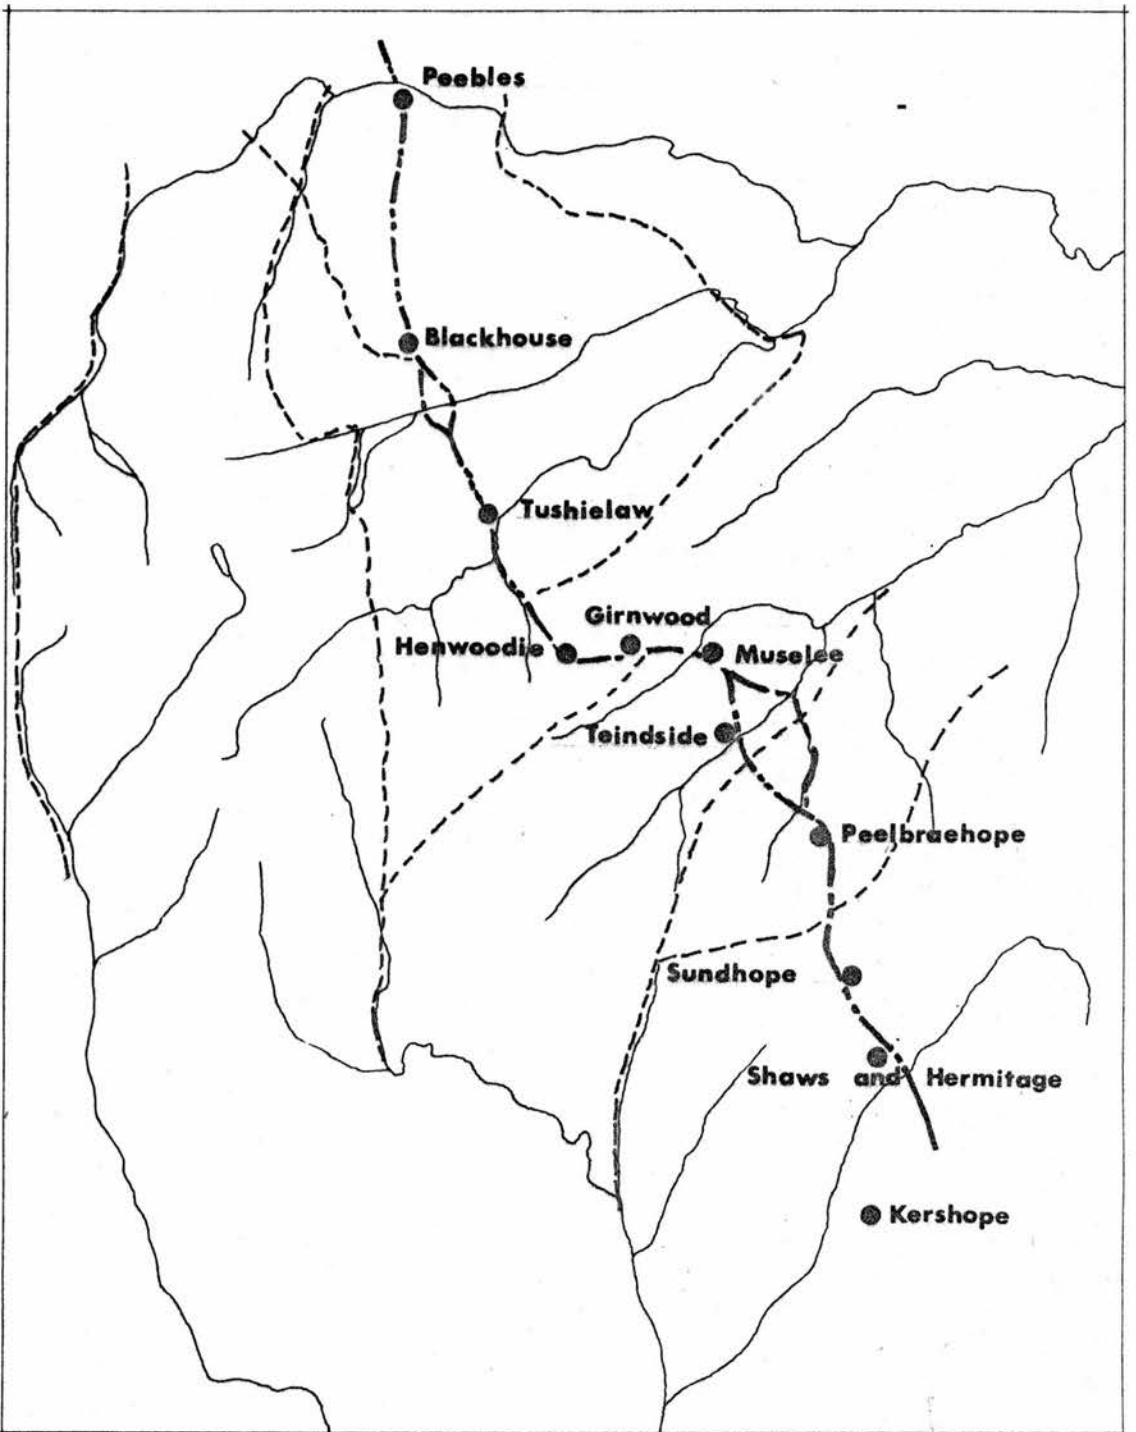 Peebles
Blackhouse
Tushielaw
Girnwood
Henwoodie
Muselee
Teindside
Peelbraehope
Sundhope
Shaws and Hermitage
Kershope